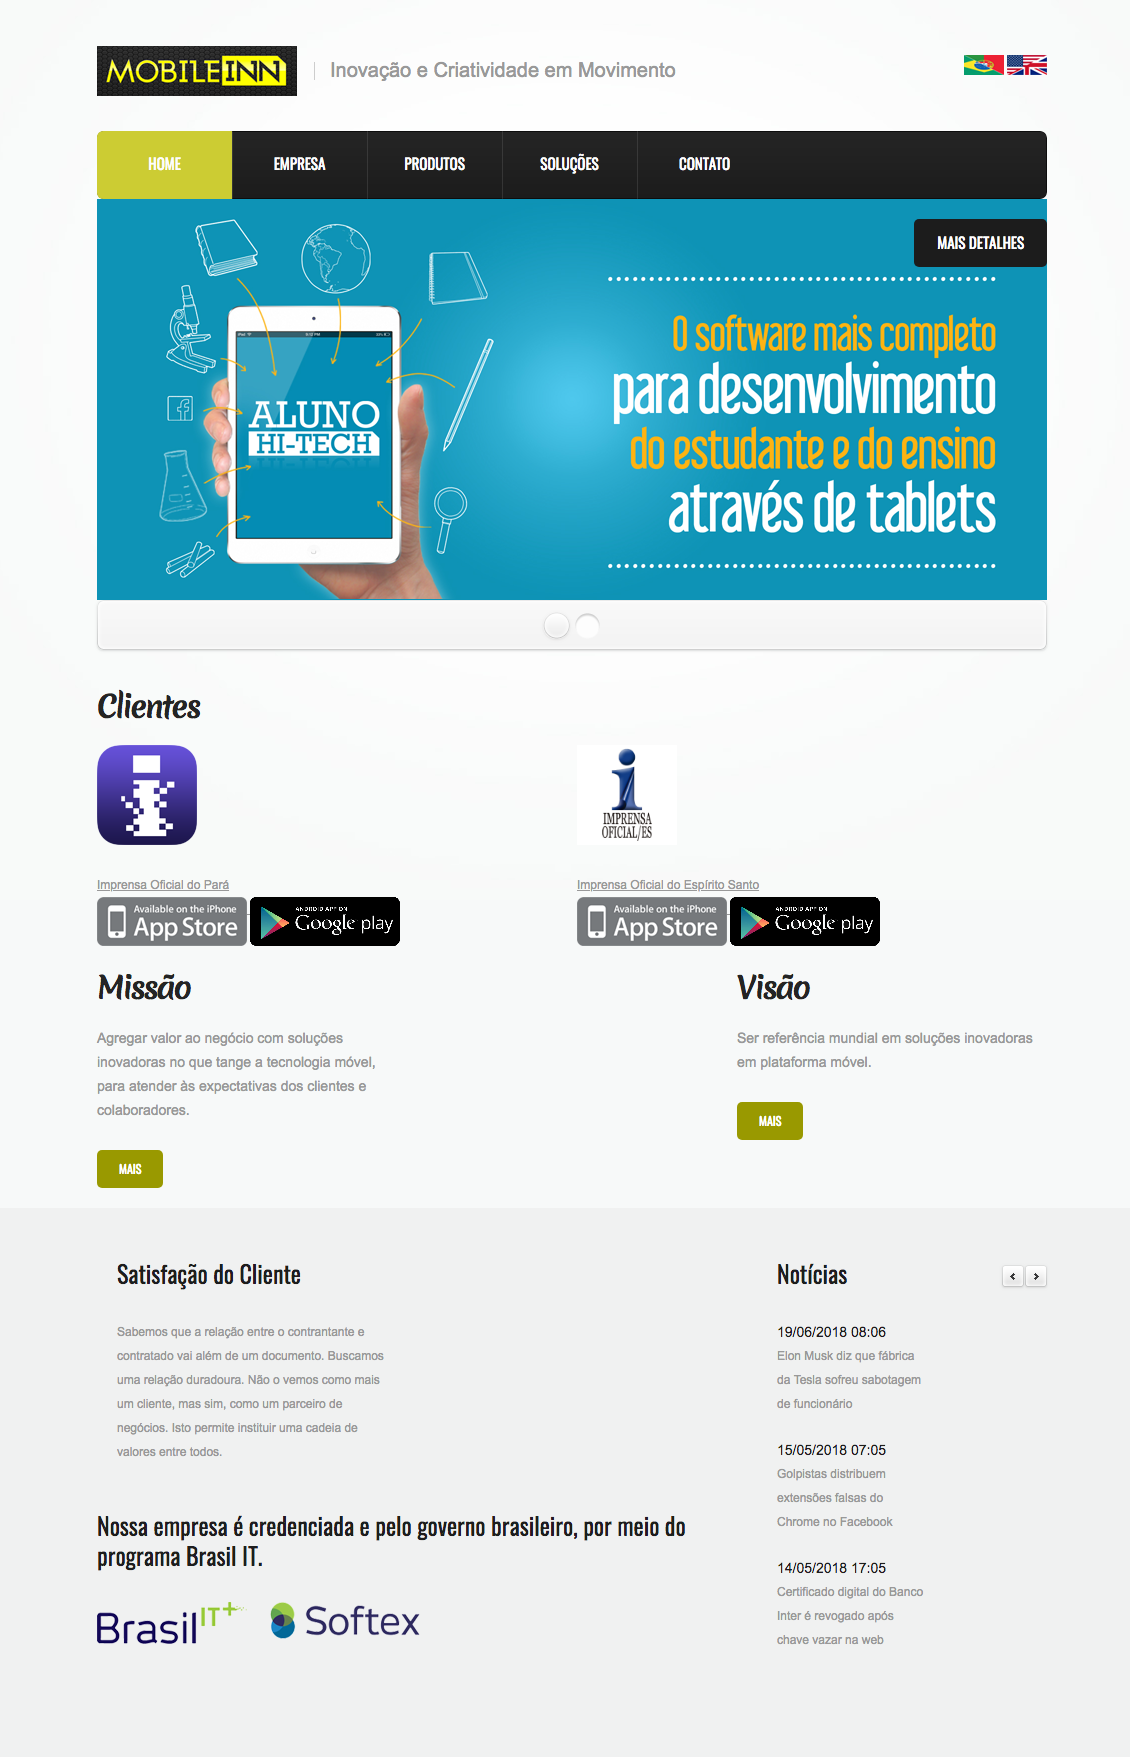 MOBILEINN
Inovação e Criatividade em Movimento
HOME
EMPRESA
PRODUTOS
SOLUÇÕES
CONTATO
MAIS DETALHES
ALUNO
HI-TECH
O software mais completo
para desenvolvimento
do estudante e do ensino
através de tablets
Clientes
IMPRENSA
OFICIAL/ES
Imprensa Oficial do Pará
Available on the iPhone
App Store
ANDROID APP ON
Google play
Imprensa Oficial do Espírito Santo
Available on the iPhone
App Store
ANDROID APP ON
Google play
Missão
Agregar valor ao negócio com soluções
inovadoras no que tange a tecnologia móvel,
para atender às expectativas dos clientes e
colaboradores.
MAIS
Visão
Ser referência mundial em soluções inovadoras
em plataforma móvel.
MAIS
Satisfação do Cliente
Sabemos que a relação entre o contrantante e
contratado vai além de um documento. Buscamos
uma relação duradoura. Não o vemos como mais
um cliente, mas sim, como um parceiro de
negócios. Isto permite instituir uma cadeia de
valores entre todos.
Nossa empresa é credenciada e pelo governo brasileiro, por meio do
programa Brasil IT.
Brasil IT+
Softex
Notícias
19/06/2018 08:06
Elon Musk diz que fábrica
da Tesla sofreu sabotagem
de funcionário
15/05/2018 07:05
Golpistas distribuem
extensões falsas do
Chrome no Facebook
14/05/2018 17:05
Certificado digital do Banco
Inter é revogado após
chave vazar na web